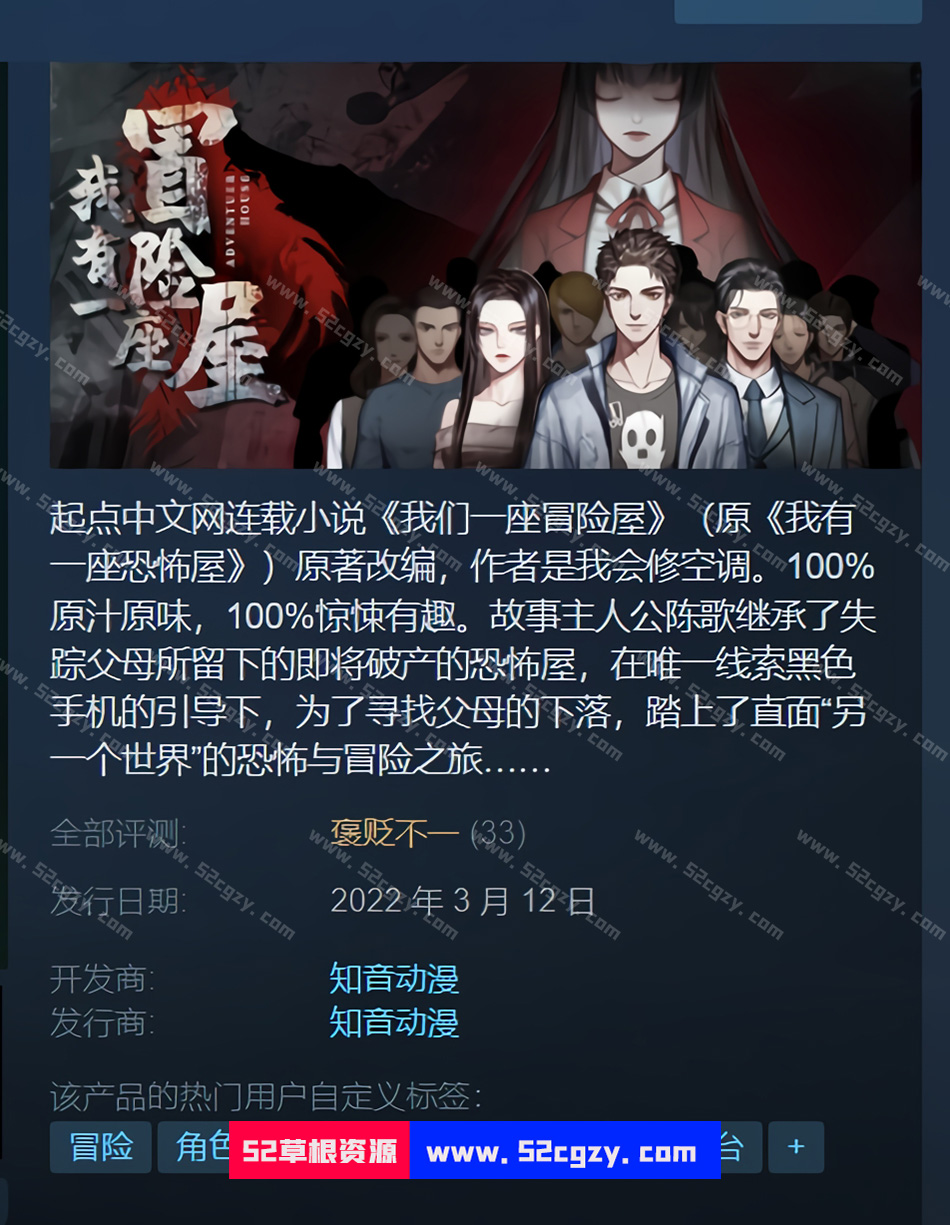 我有一座
冒险屋
ADVENTURE
HOUSE
起点中文网连载小说《我们一座冒险屋》（原《我有
一座恐怖屋》）原著改编，作者是我会修空调。100%
原汁原味，100%惊悚有趣。故事主人公陈歌继承了失
踪父母所留下的即将破产的恐怖屋，在唯一线索黑色
手机的引导下，为了寻找父母的下落，踏上了直面“另
一个世界”的恐怖与冒险之旅……
全部评测: 褒贬不一 (33)
发行日期: 2022 年 3 月 12 日
开发商: 知音动漫
发行商: 知音动漫
该产品的热门用户自定义标签:
冒险 角色 台 +
52草根资源 www.52cgzy.com